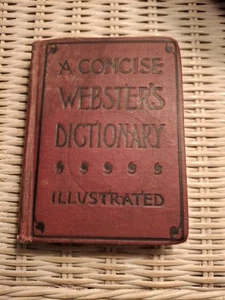 A CONCISE
WEBSTER'S
DICTIONARY
ILLUSTRATED